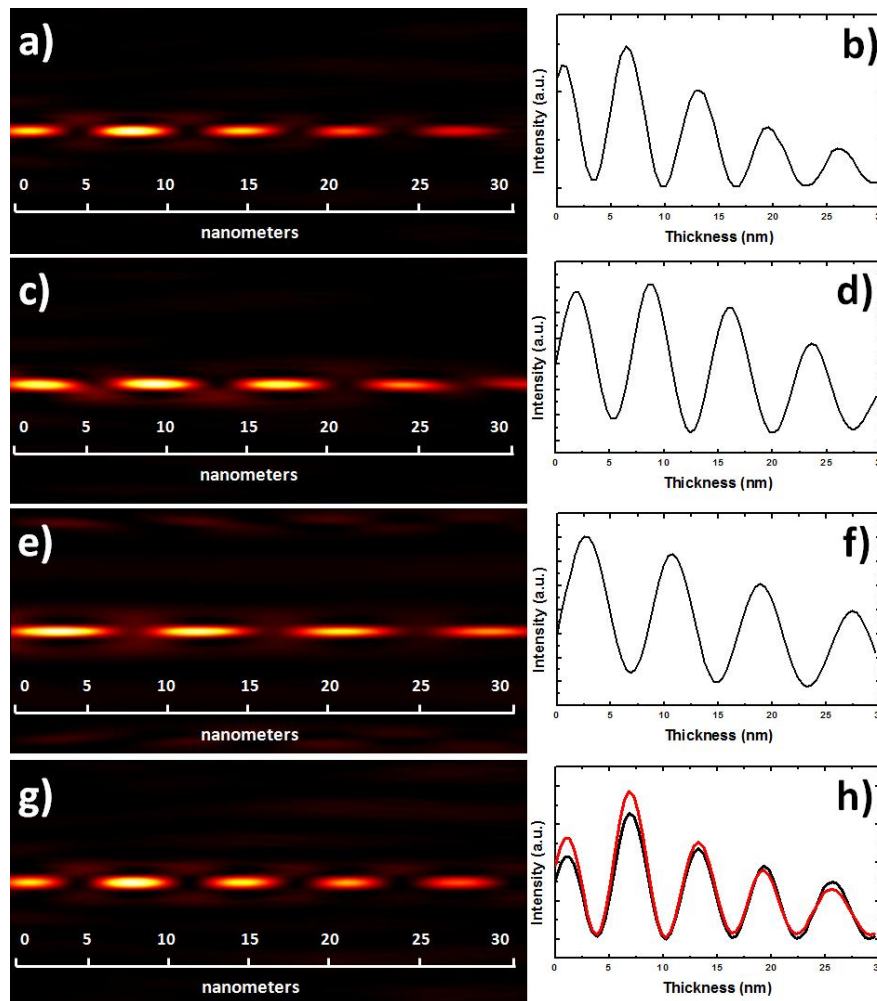 a)
0 5 10 15 20 25 30
nanometers
b)
Intensity (a.u.)
0 5 10 15 20 25 3
Thickness (nm)
c)
0 5 10 15 20 25 30
nanometers
d)
Intensity (a.u.)
0 5 10 15 20 25
Thickness (nm)
e)
0 5 10 15 20 25 30
nanometers
f)
Intensity (a.u.)
0 5 10 15 20 25
Thickness (nm)
g)
0 5 10 15 20 25 30
nanometers
h)
Intensity (a.u.)
0 5 10 15 20 25 3
Thickness (nm)